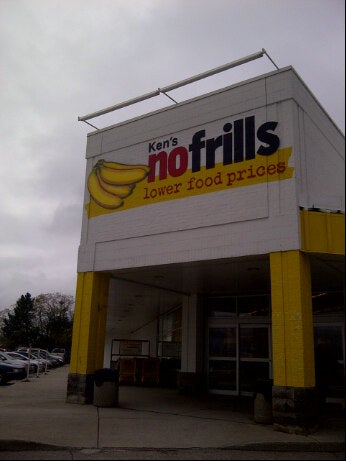 Ken's
nofrills
lower food prices